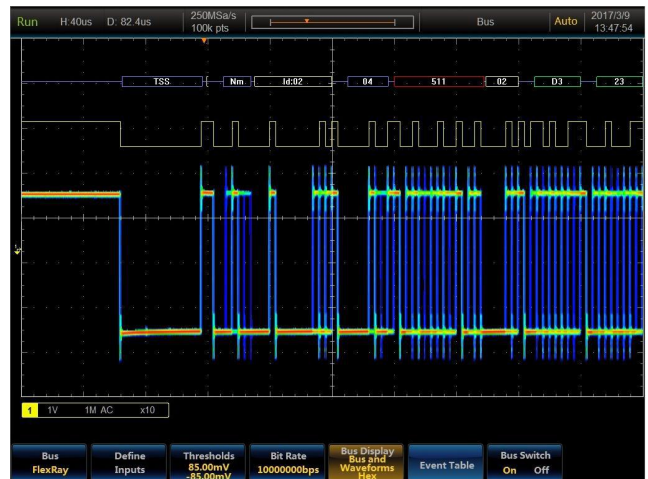 Run H:40us D: 82.4us 250MSa/s 100k pts Bus Auto 2017/3/9 13:47:54
TSS ( Nm Id:02 04 511 02 D3 23
1 1V 1M AC x10
Bus FlexRay
Define Inputs
Thresholds 85.00mV -85.00mV
Bit Rate 10000000bps
Bus Display Bus and Waveforms Hex
Event Table
Bus Switch On Off